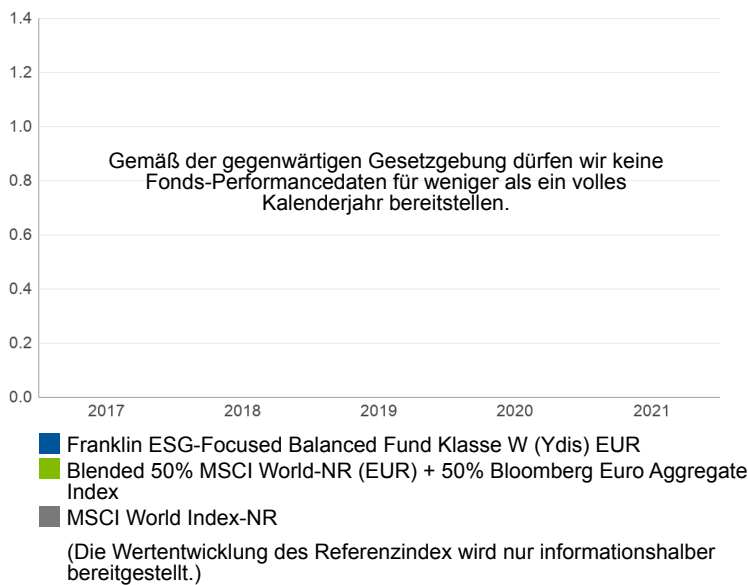 1.4
1.2
1.0
Gemäß der gegenwärtigen Gesetzgebung dürfen wir keine
Fonds-Performancedaten für weniger als ein volles
Kalenderjahr bereitstellen.
0.8
0.6
0.4
0.2
0.0
2017 2018 2019 2020 2021
Franklin ESG-Focused Balanced Fund Klasse W (Ydis) EUR
Blended 50% MSCI World-NR (EUR) + 50% Bloomberg Euro Aggregate
Index
MSCI World Index-NR
(Die Wertentwicklung des Referenzindex wird nur informationshalber
bereitgestellt.)